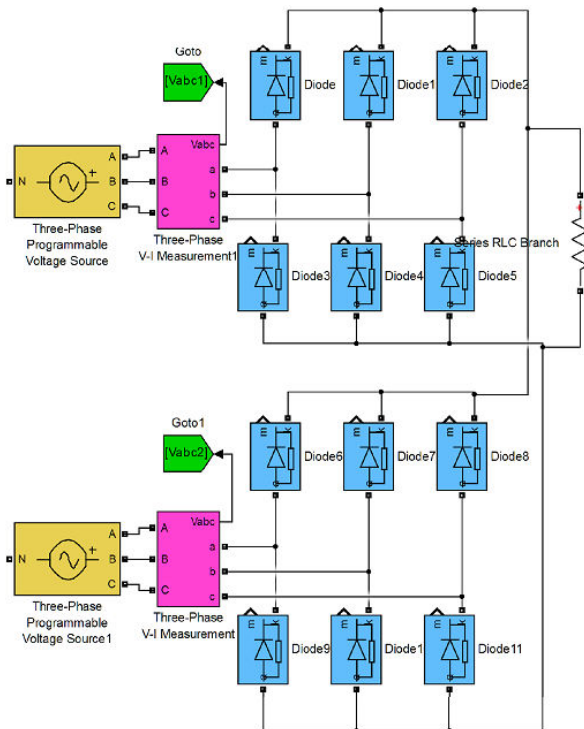 Goto
[Vabc1]
m
k
Diode
m
k
Diode1
m
k
Diode2
Vabc
A
A
a
N
+
B
B
b
C
C
c
Three-Phase
Programmable
Voltage Source
Three-Phase
V-I Measurement1
Series RLC Branch
+
m
k
Diode3
m
k
Diode4
m
k
Diode5
Goto1
[Vabc2]
m
k
Diode6
m
k
Diode7
m
k
Diode8
Vabc
A
A
a
N
+
B
B
b
C
C
c
Three-Phase
Programmable
Voltage Source1
Three-Phase
V-I Measurement
m
k
Diode9
m
k
Diode1
m
k
Diode11